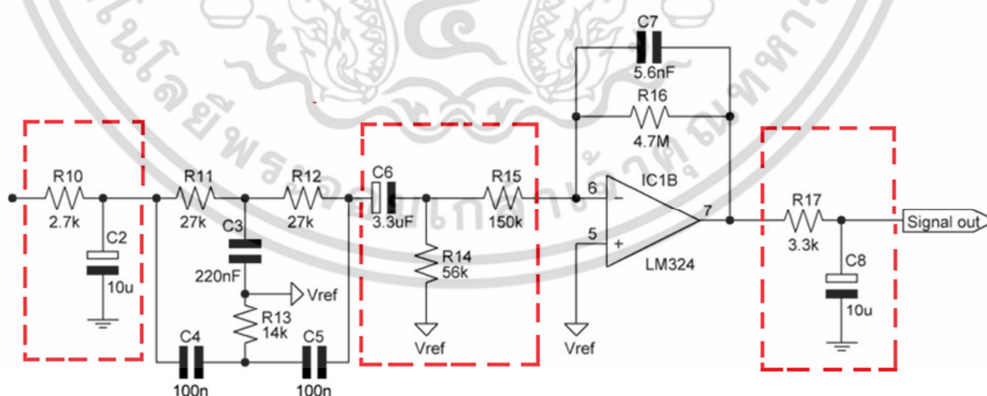 C7
5.6nF
R16
4.7M
R10
2.7k
C2
10u
R11
27k
R12
27k
C3
220nF
Vref
R13
14k
C4
100n
C5
100n
C6
3.3uF
R14
56k
Vref
R15
150k
6
5
7
IC1B
LM324
Vref
R17
3.3k
C8
10u
Signal out